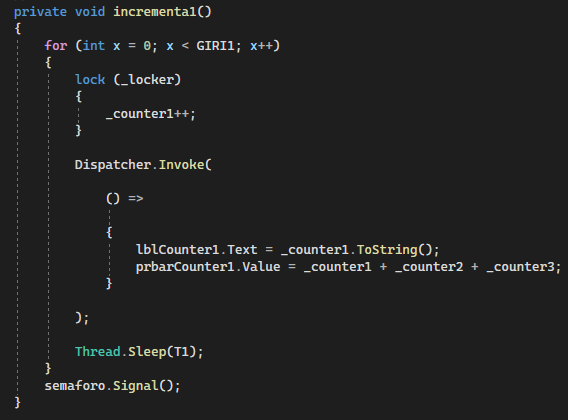 private void incrementa1()
{
for (int x = 0; x < GIRI1; x++)
{
lock (_locker)
{
_counter1++;
}
Dispatcher.Invoke(
() =>
{
lblCounter1.Text = _counter1.ToString();
prbarCounter1.Value = _counter1 + _counter2 + _counter3;
}
);
Thread.Sleep(T1);
}
semaforo.Signal();
}